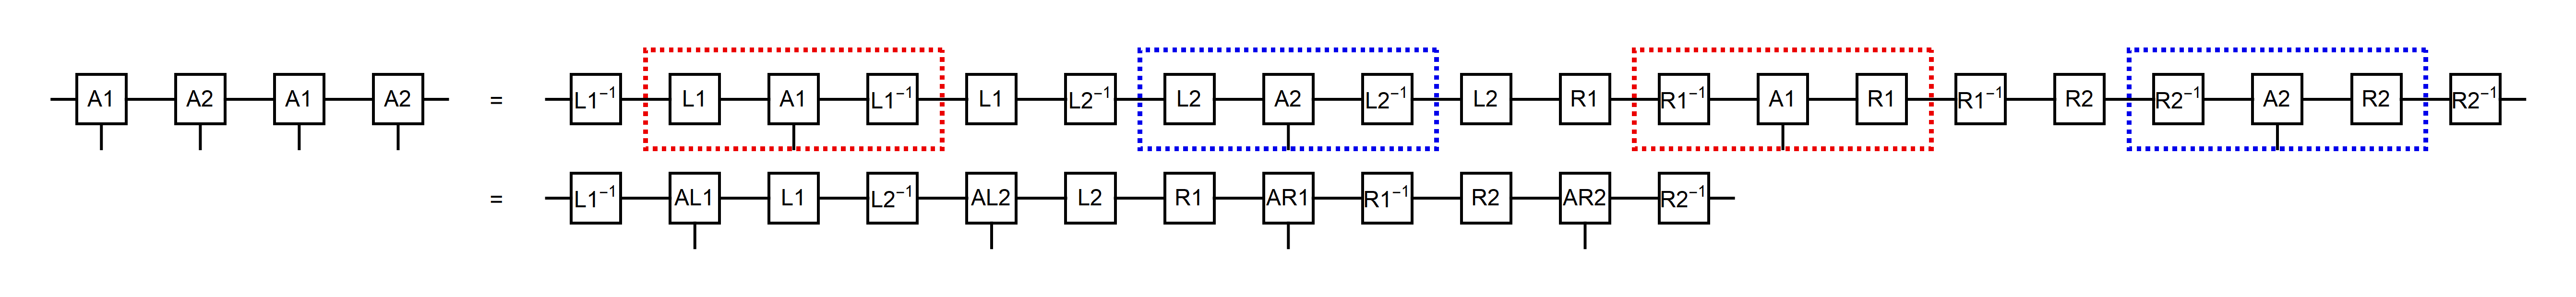 A1 A2 A1 A2 = L1⁻¹ L1 A1 L1⁻¹ L1 L2⁻¹ L2 A2 L2⁻¹ L2 R1 R1⁻¹ A1 R1 R1⁻¹ R2 R2⁻¹ A2 R2 R2⁻¹
= L1⁻¹ AL1 L1 L2⁻¹ AL2 L2 R1 AR1 R1⁻¹ R2 AR2 R2⁻¹